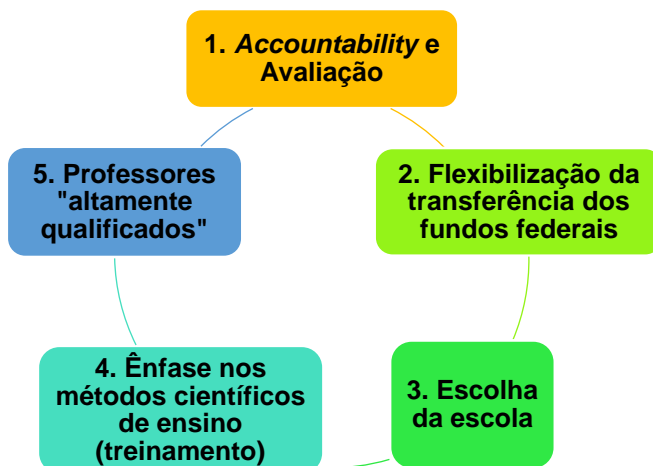 1. Accountability e
Avaliação
2. Flexibilização da
transferência dos
fundos federais
3. Escolha
da escola
4. Ênfase nos
métodos científicos
de ensino
(treinamento)
5. Professores
"altamente
qualificados"